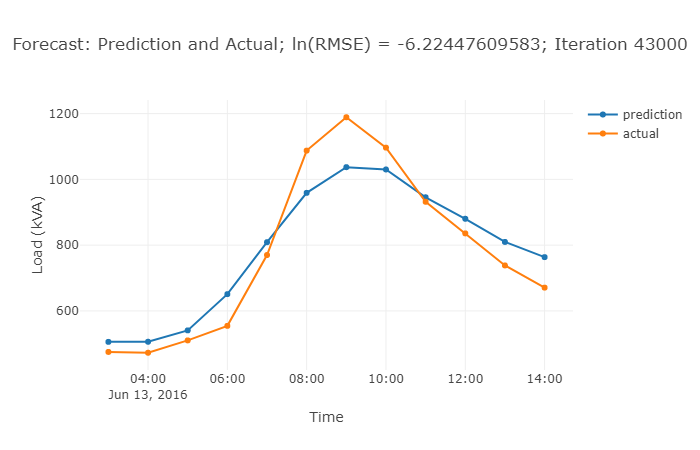 Forecast: Prediction and Actual; ln(RMSE) = -6.22447609583; Iteration 43000
prediction
actual
1200
1000
800
600
Load (kVA)
04:00
06:00
08:00
10:00
12:00
14:00
Jun 13, 2016
Time